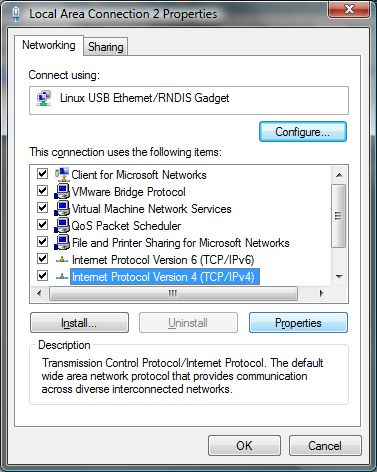 Local Area Connection 2 Properties
Networking
Sharing
Connect using:
Linux USB Ethernet/RNDIS Gadget
Configure...
This connection uses the following items:
Client for Microsoft Networks
VMware Bridge Protocol
Virtual Machine Network Services
QoS Packet Scheduler
File and Printer Sharing for Microsoft Networks
Internet Protocol Version 6 (TCP/IPv6)
Internet Protocol Version 4 (TCP/IPv4)
Install...
Uninstall
Properties
Description
Transmission Control Protocol/Internet Protocol. The default
wide area network protocol that provides communication
across diverse interconnected networks.
OK
Cancel